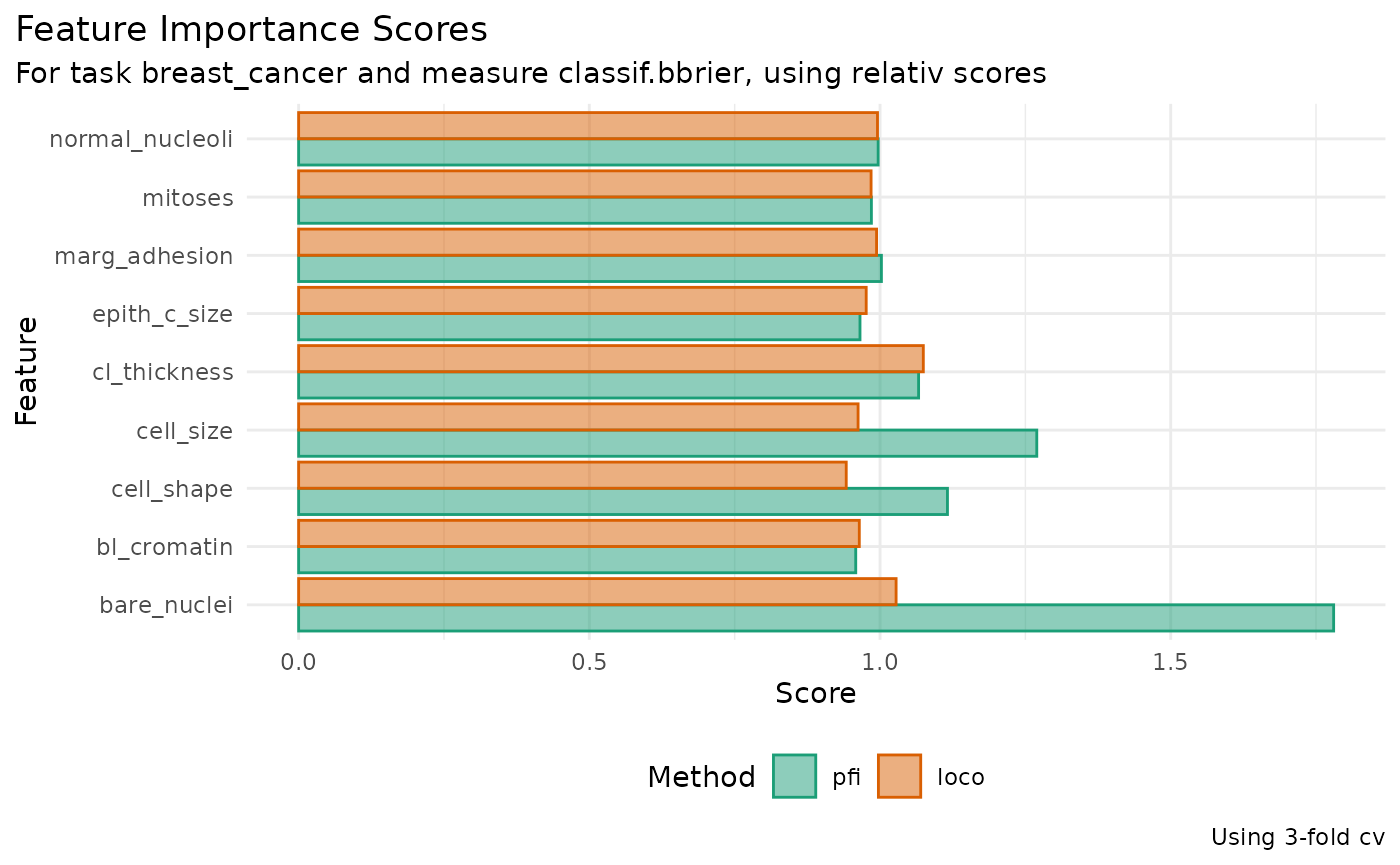 Feature Importance Scores
For task breast_cancer and measure classif.bbrier, using relativ scores
Feature
normal_nucleoli
mitoses
marg_adhesion
epith_c_size
cl_thickness
cell_size
cell_shape
bl_cromatin
bare_nuclei
0.0 0.5 1.0 1.5
Score
Method pfi loco
Using 3-fold cv